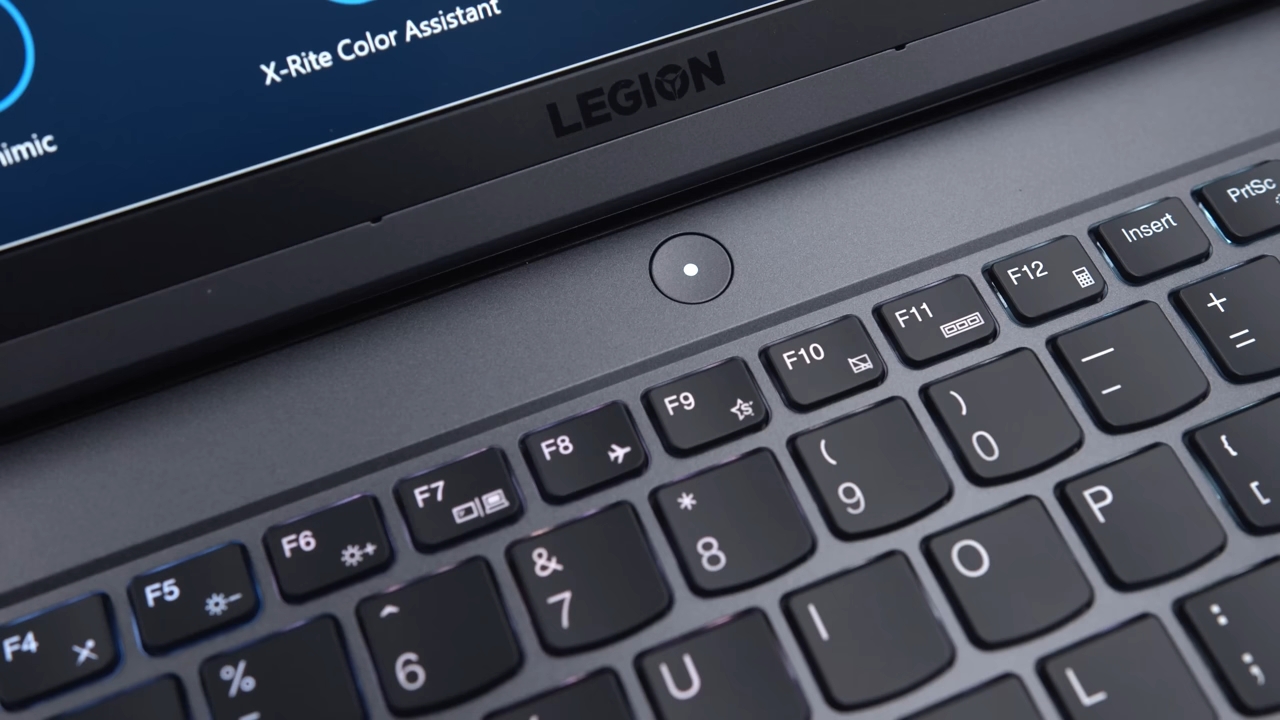 X-Rite Color Assistant
imic
LEGION
PrtSc
Insert
F12
F11
F10
F9
F8
F7
F6
F5
F4
+
=
—
-
)
0
(
9
*
8
&
7
^
6
%
{
[
P
O
I
U
:
;
L